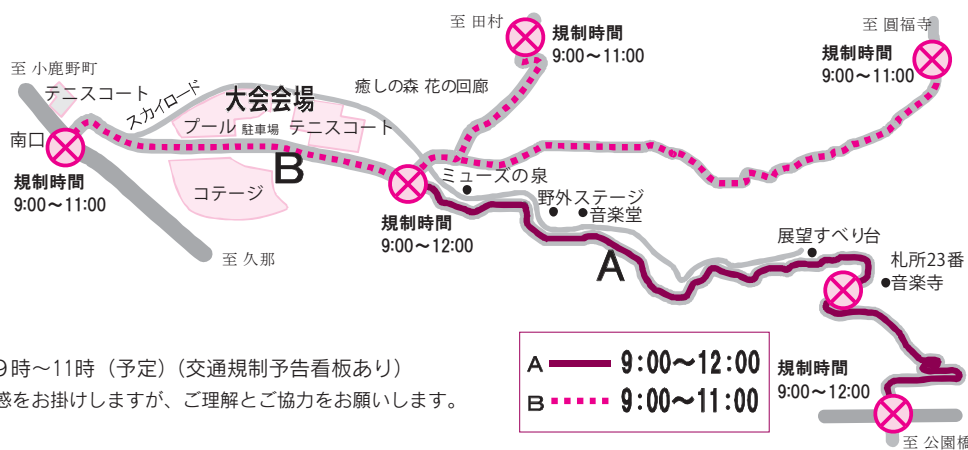 至 田村
規制時間
9:00～11:00
至 圓福寺
規制時間
9:00～11:00
至 小鹿野町
テニスコート
スカイロード
大会会場
癒しの森 花の回廊
プール
駐車場
テニスコート
南口
B
規制時間
9:00～11:00
コテージ
ミューズの泉
規制時間
9:00～12:00
野外ステージ
音楽堂
至 久那
A
展望すべり台
札所23番
音楽寺
9時～11時（予定）（交通規制予告看板あり）
惑をお掛けしますが、ご理解とご協力をお願いします。
A 9:00～12:00
B 9:00～11:00
規制時間
9:00～12:00
至 公園橋